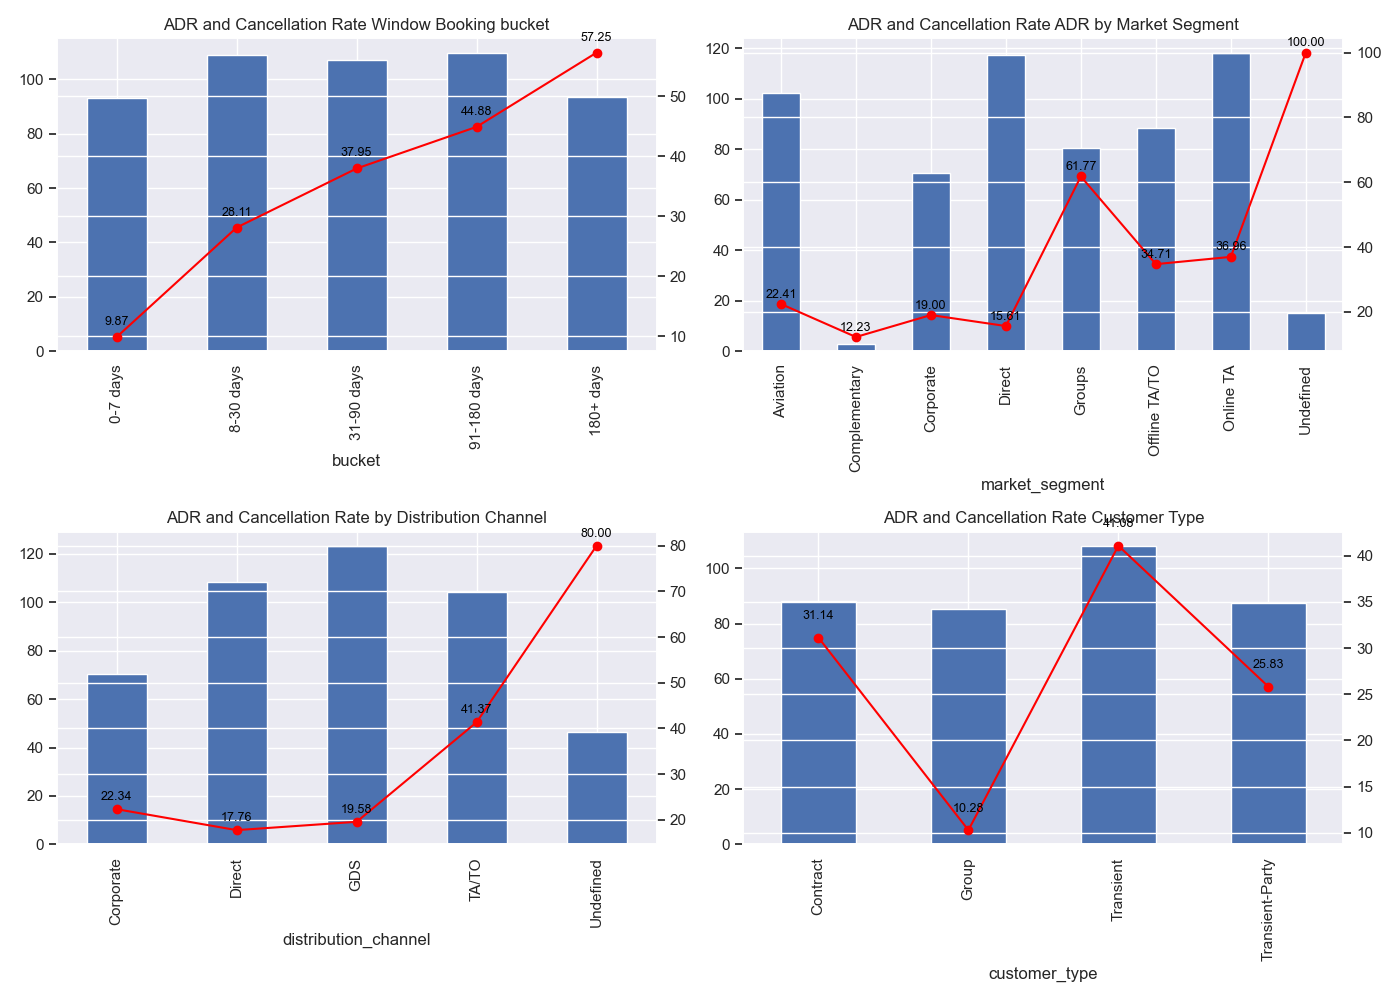 ADR and Cancellation Rate Window Booking bucket
100
80
60
40
20
0
50
40
30
20
10
9.87
28.11
37.95
44.88
57.25
0-7 days
8-30 days
31-90 days
91-180 days
180+ days
bucket
ADR and Cancellation Rate ADR by Market Segment
120
100
80
60
40
20
0
100
80
60
40
20
22.41
12.23
19.00
15.61
61.77
34.71
36.96
100.00
Aviation
Complementary
Corporate
Direct
Groups
Offline TA/TO
Online TA
Undefined
market_segment
ADR and Cancellation Rate by Distribution Channel
120
100
80
60
40
20
0
80
70
60
50
40
30
20
22.34
17.76
19.58
41.37
80.00
Corporate
Direct
GDS
TA/TO
Undefined
distribution_channel
ADR and Cancellation Rate Customer Type
100
80
60
40
20
0
40
35
30
25
20
15
10
31.14
10.28
41.08
25.83
Contract
Group
Transient
Transient-Party
customer_type